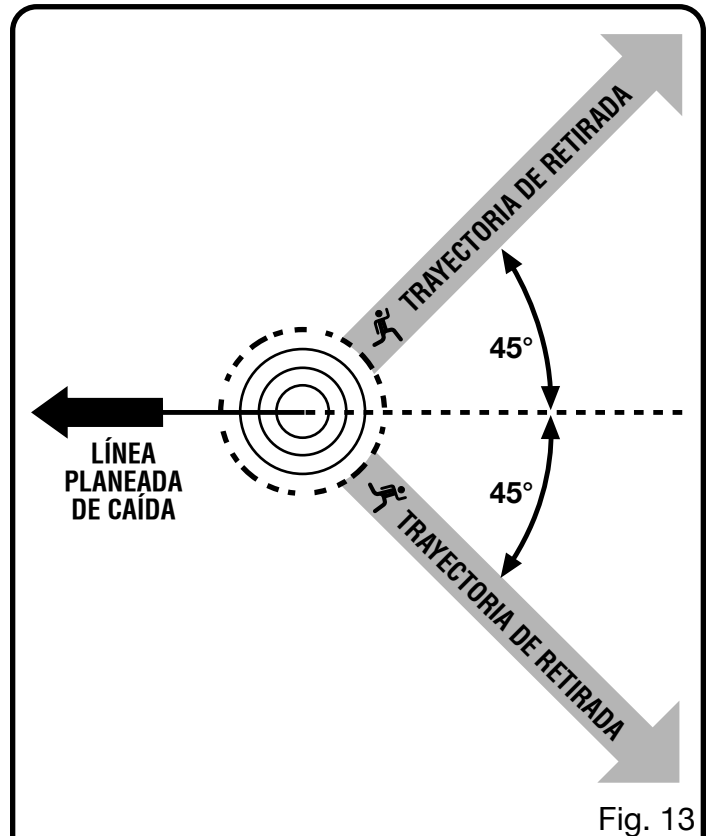 TRAYECTORIA DE RETIRADA
45°
LÍNEA
PLANEADA
DE CAÍDA
45°
TRAYECTORIA DE RETIRADA
Fig. 13